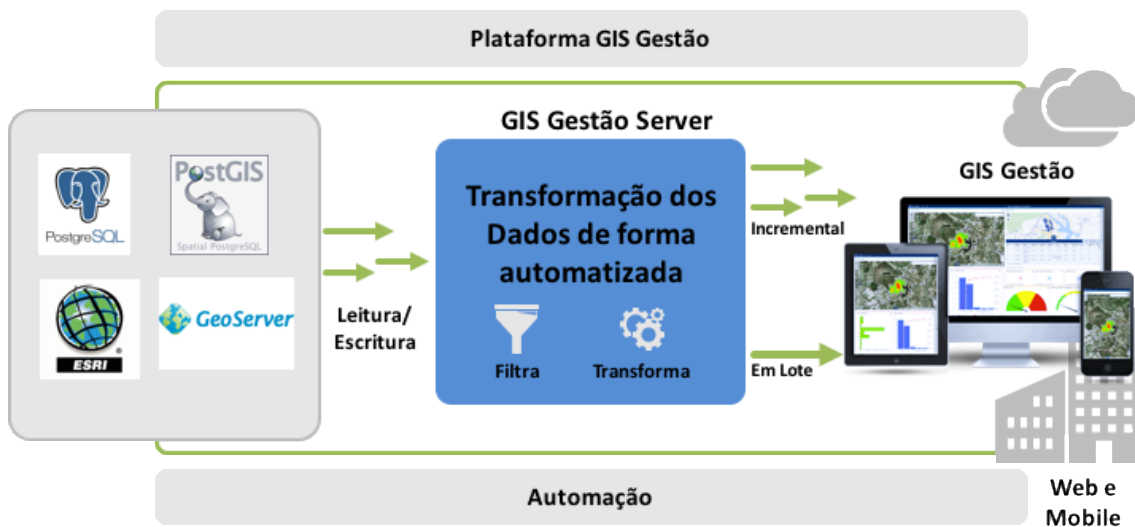 Plataforma GIS Gestão
GIS Gestão Server
PostgreSQL
PostGIS
Spatial PostgreSQL
ESRI
GeoServer
Leitura/
Escritura
Transformação dos
Dados de forma
automatizada
Filtra
Transforma
Incremental
Em Lote
GIS Gestão
Web e
Mobile
Automação